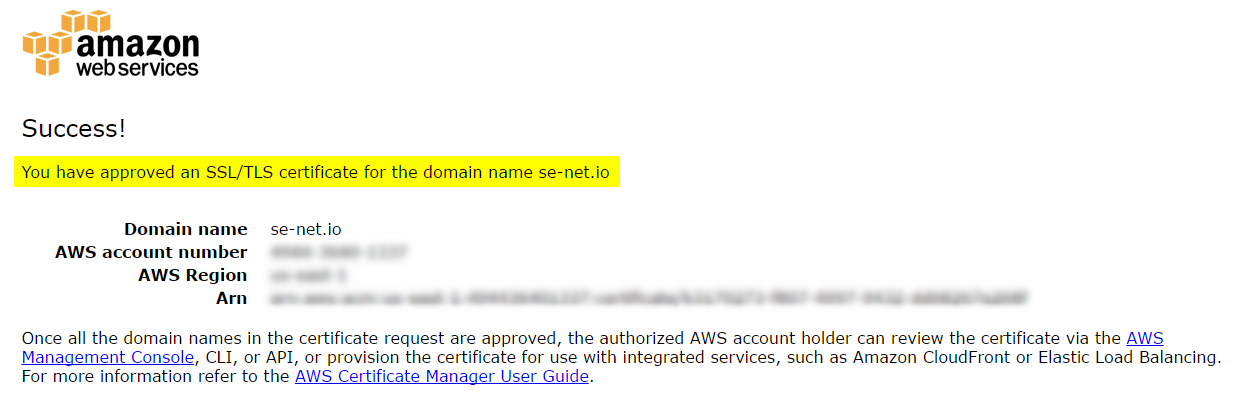 amazon
web services
Success!
You have approved an SSL/TLS certificate for the domain name se-net.io
Domain name se-net.io
AWS account number
AWS Region
Arn
Once all the domain names in the certificate request are approved, the authorized AWS account holder can review the certificate via the AWS
Management Console, CLI, or API, or provision the certificate for use with integrated services, such as Amazon CloudFront or Elastic Load Balancing.
For more information refer to the AWS Certificate Manager User Guide.